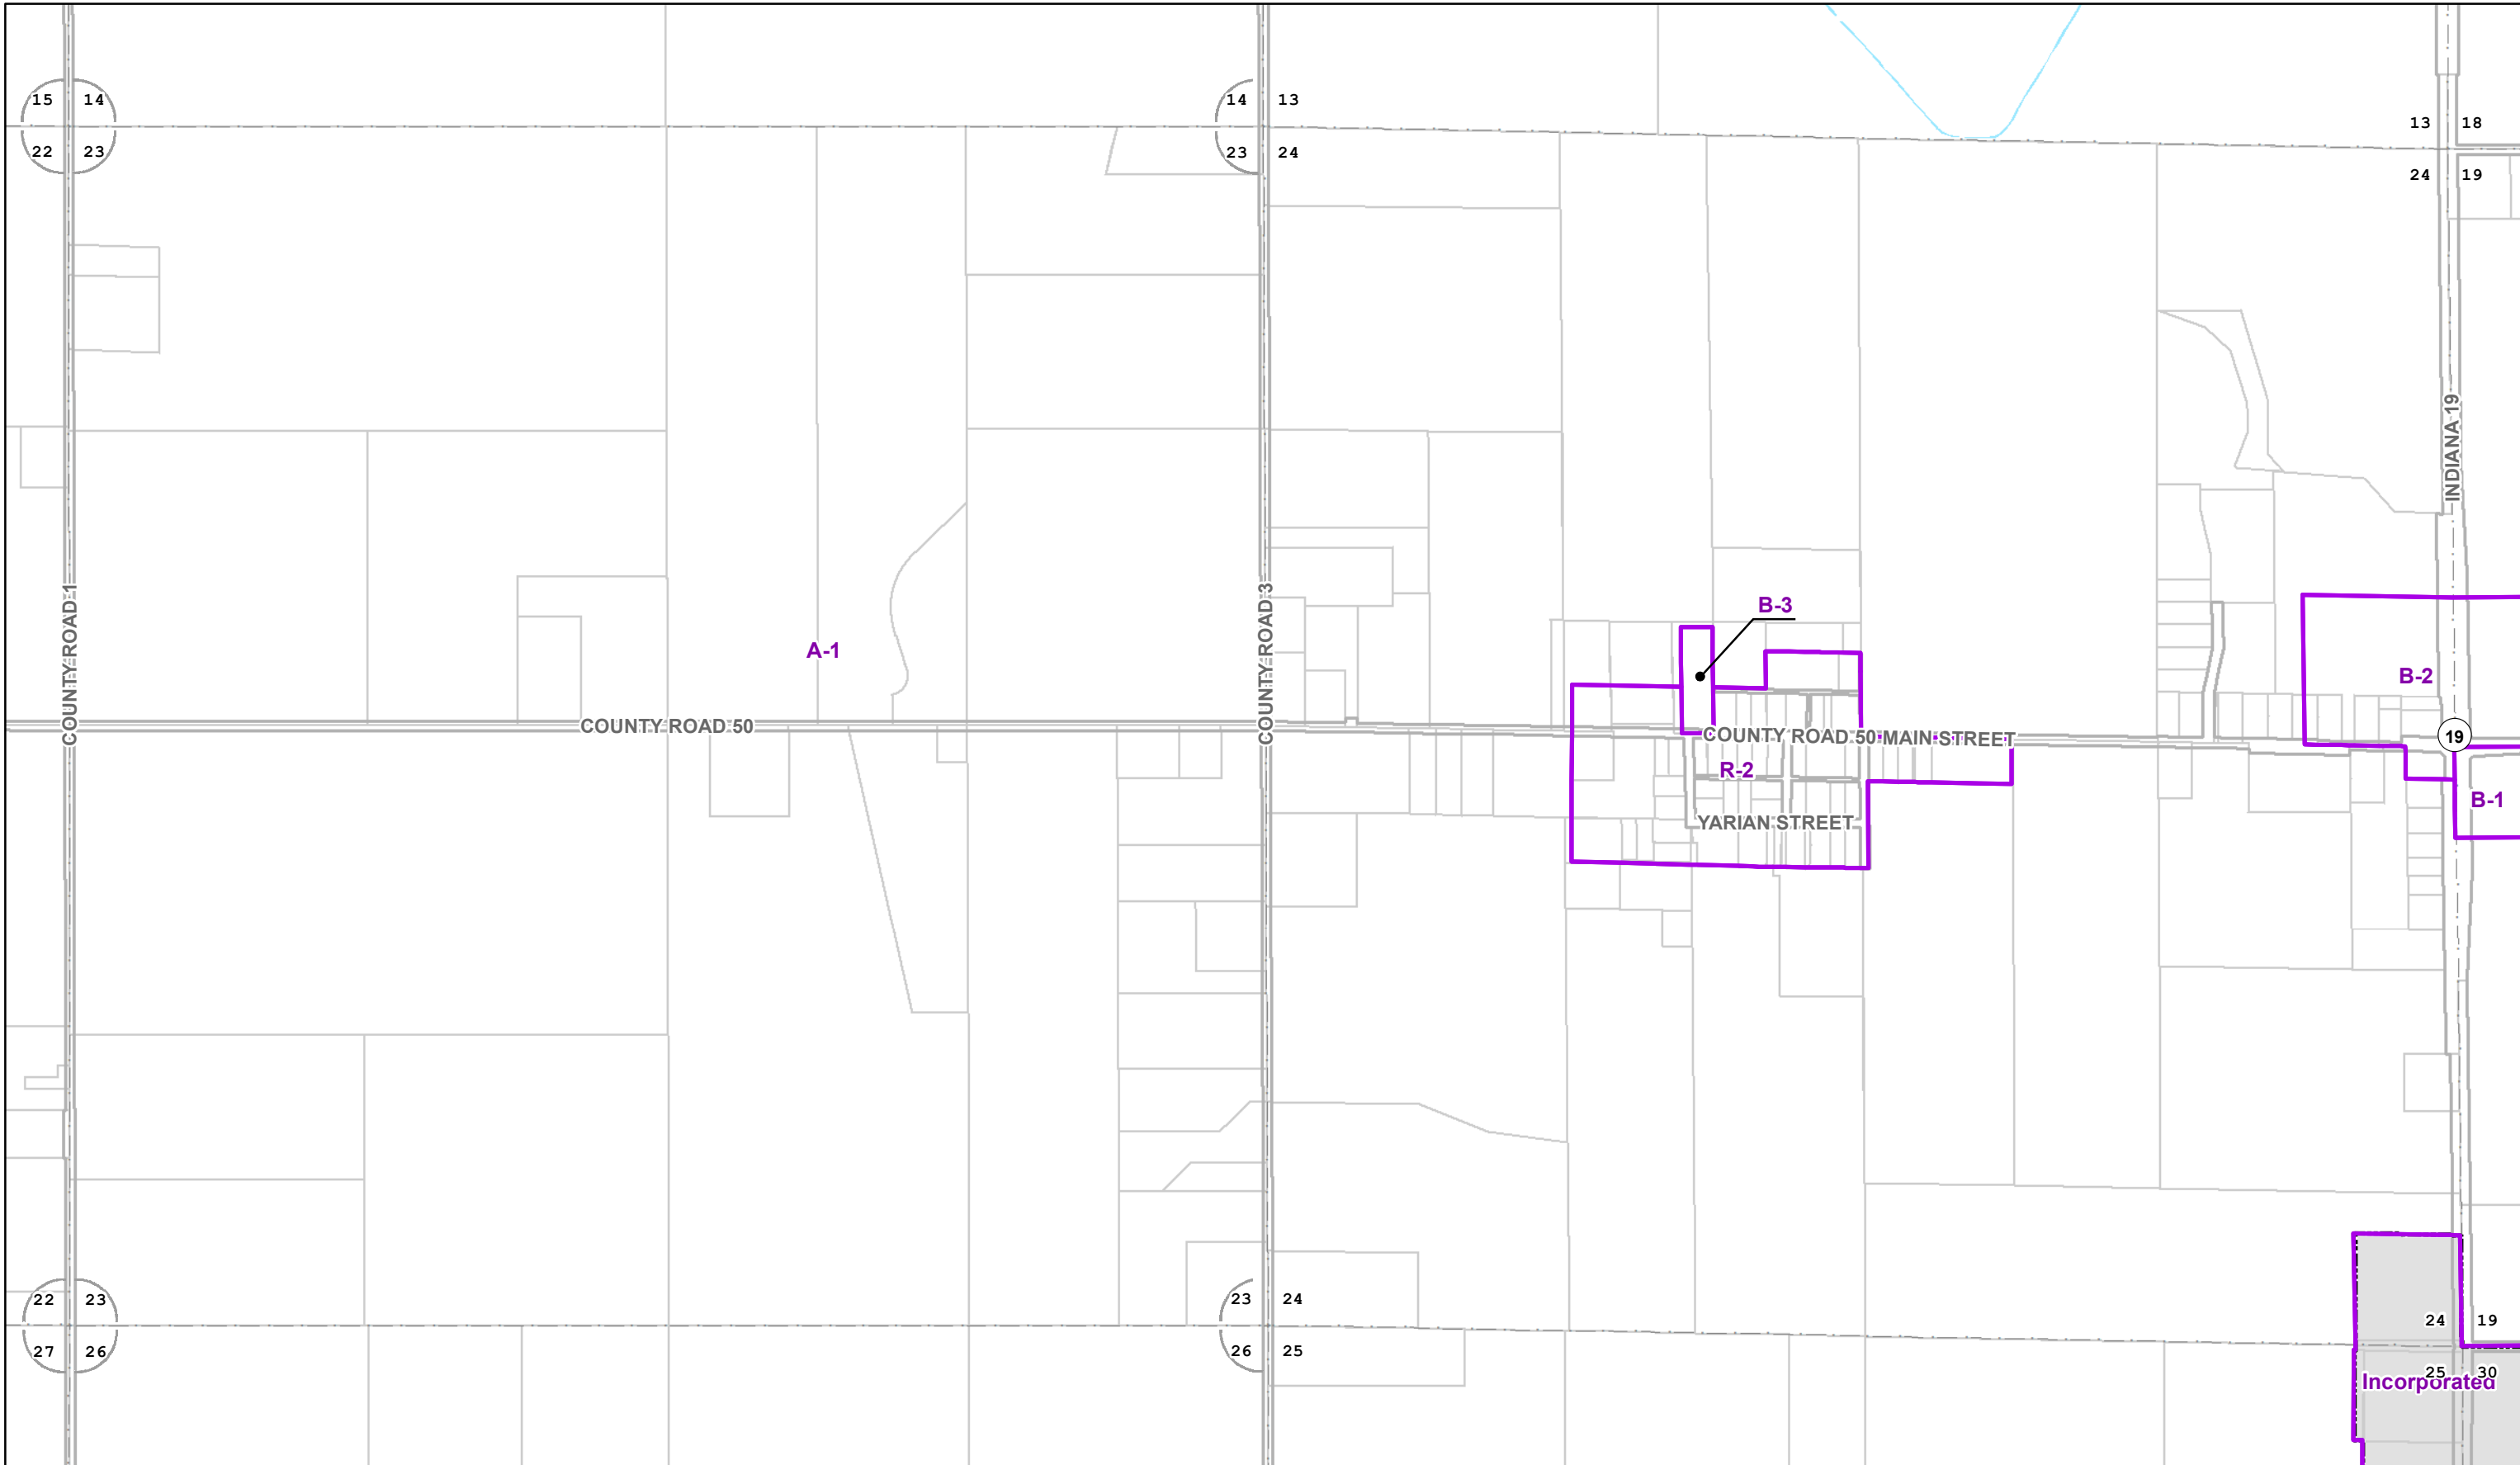 15 14
14 13
13 18
22 23
23 24
24 19
INDIANA 19
COUNTY ROAD 1
COUNTY ROAD 3
B-3
A-1
B-2
COUNTY ROAD 50
COUNTY ROAD 50 MAIN STREET
19
R-2
B-1
YARIAN STREET
22 23
23 24
24 19
27 26
26 25
25 30
Incorporated